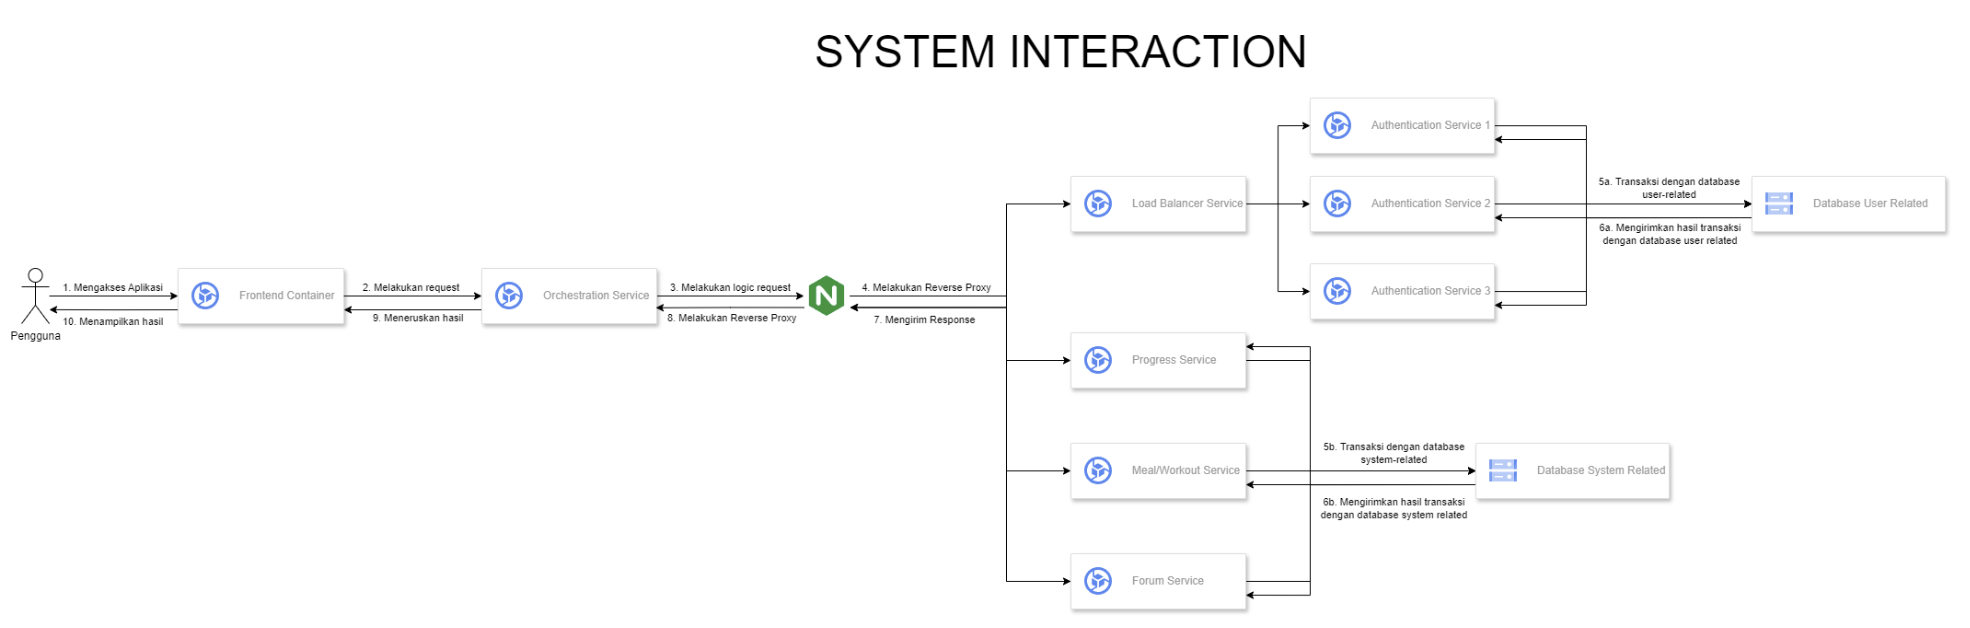 SYSTEM INTERACTION
Authentication Service 1
Load Balancer Service
Authentication Service 2
5a. Transaksi dengan database
user-related
6a. Mengirimkan hasil transaksi
dengan database user related
Database User Related
Authentication Service 3
Pengguna
1. Mengakses Aplikasi
10. Menampilkan hasil
Frontend Container
2. Melakukan request
9. Meneruskan hasil
Orchestration Service
3. Melakukan logic request
8. Melakukan Reverse Proxy
N
4. Melakukan Reverse Proxy
7. Mengirim Response
Progress Service
Meal/Workout Service
5b. Transaksi dengan database
system-related
6b. Mengirimkan hasil transaksi
dengan database system related
Database System Related
Forum Service